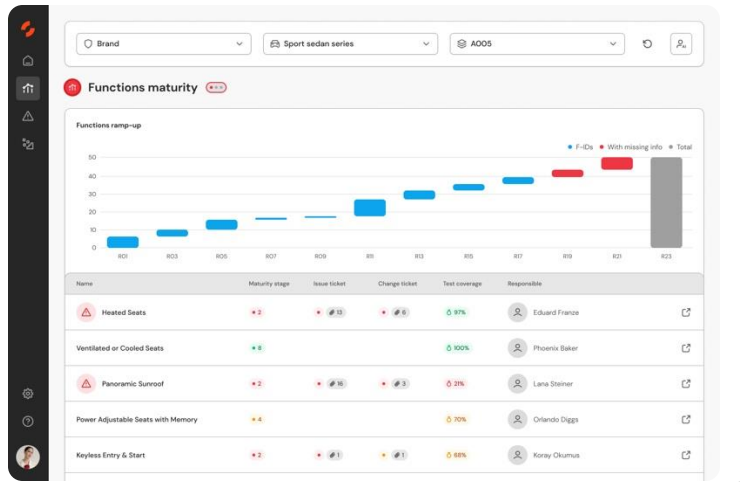 Brand Sport sedan series A005
Functions maturity
Functions ramp-up
F-IDs With missing info Total
50
40
30
20
10
0
R01 R03 R05 R07 R09 R11 R13 R15 R17 R19 R21 R23
Name Maturity stage Issue ticket Change ticket Test coverage Responsible
Heated Seats 2 13 6 97% Eduard Franze
Ventilated or Cooled Seats 8 100% Phoenix Baker
Panoramic Sunroof 2 16 3 21% Lana Steiner
Power Adjustable Seats with Memory 4 70% Orlando Diggs
Keyless Entry & Start 2 1 1 68% Koray Okumus